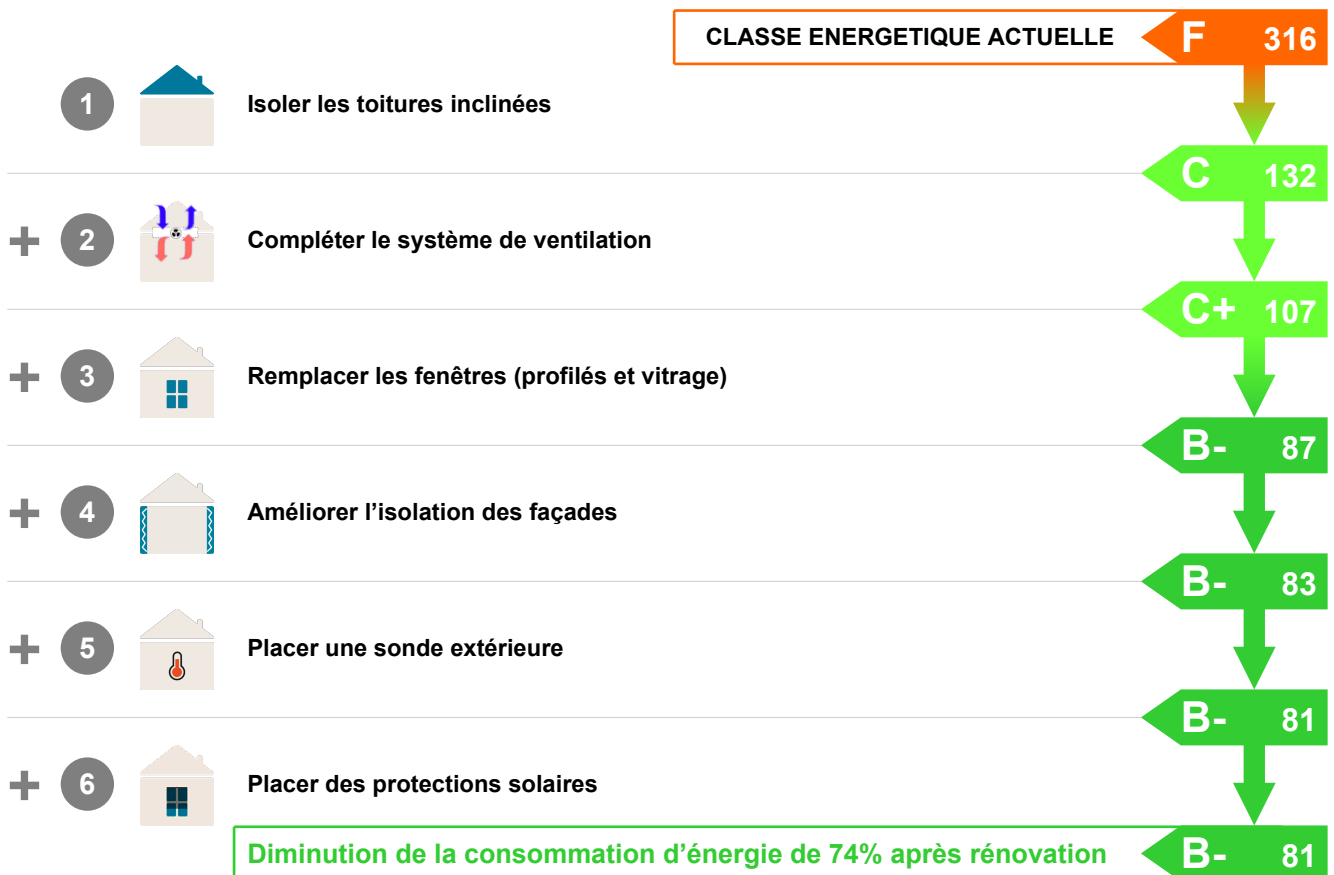 CLASSE ENERGETIQUE ACTUELLE F 316
1 Isoler les toitures inclinées
C 132
+ 2 Compléter le système de ventilation
C+ 107
+ 3 Remplacer les fenêtres (profilés et vitrage)
B- 87
+ 4 Améliorer l’isolation des façades
B- 83
+ 5 Placer une sonde extérieure
B- 81
+ 6 Placer des protections solaires
Diminution de la consommation d’énergie de 74% après rénovation B- 81